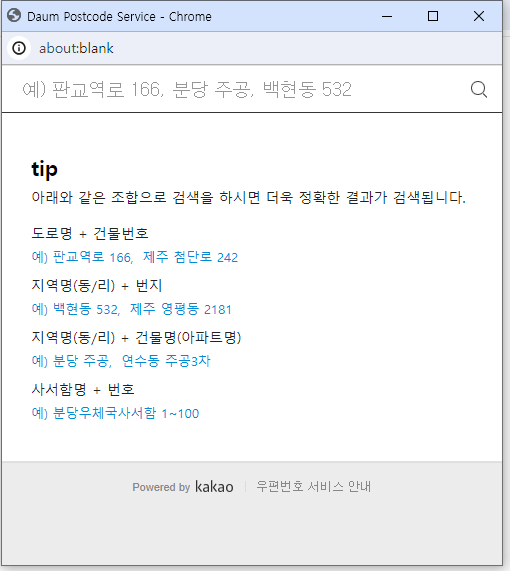 Daum Postcode Service - Chrome
about:blank
예) 판교역로 166, 분당 주공, 백현동 532
tip
아래와 같은 조합으로 검색을 하시면 더욱 정확한 결과가 검색됩니다.
도로명 + 건물번호
예) 판교역로 166, 제주 첨단로 242
지역명(동/리) + 번지
예) 백현동 532, 제주 영평동 2181
지역명(동/리) + 건물명(아파트명)
예) 분당 주공, 연수동 주공3차
사서함명 + 번호
예) 분당우체국사서함 1~100
Powered by kakao 우편번호 서비스 안내